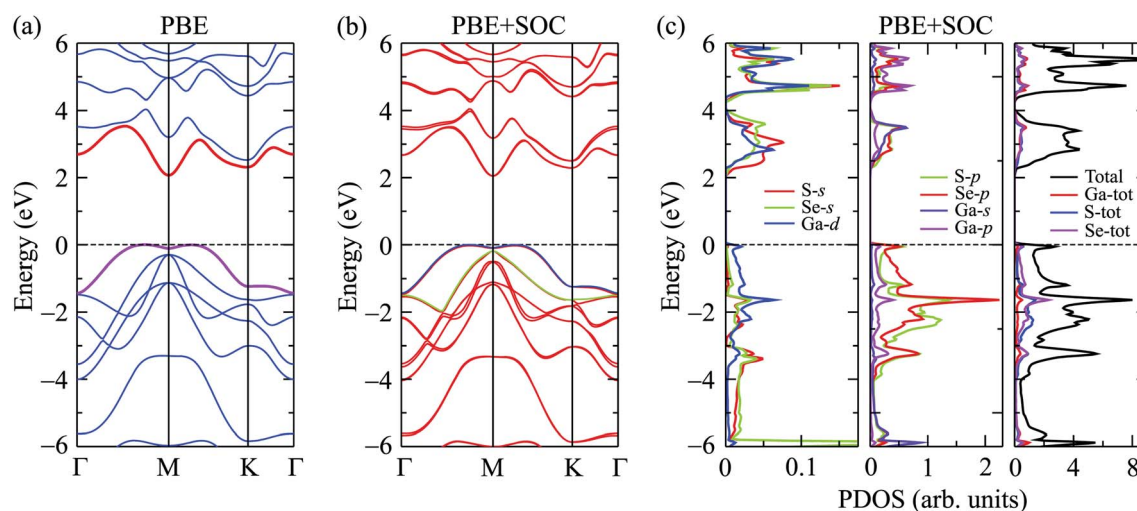 (a) PBE (b) PBE+SOC (c) PBE+SOC
6 6 6
4 4 4
2 2 2
0 0 0
−2 −2 −2
−4 −4 −4
−6 −6 −6
Energy (eV) Energy (eV) Energy (eV)
S-s
Se-s
Ga-d
S-p
Se-p
Ga-s
Ga-p
Total
Ga-tot
S-tot
Se-tot
Γ M K Γ Γ M K Γ 0 0.1 0 1 2 0 4 8
PDOS (arb. units)